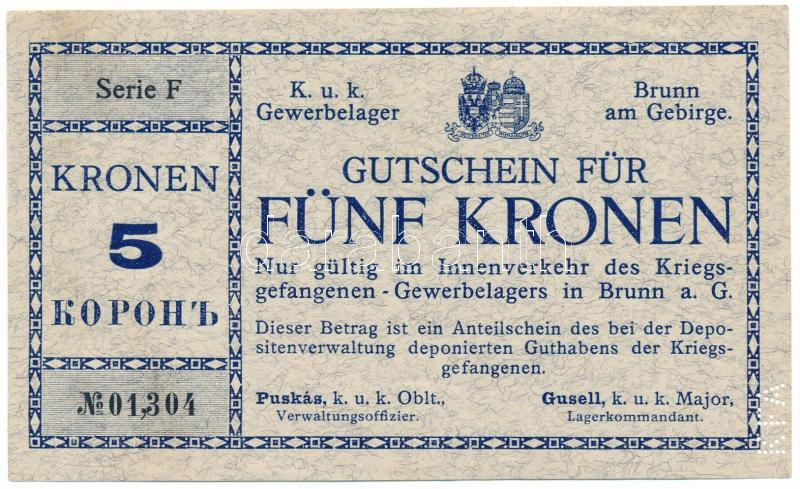 Serie F
KRONEN
5
КОРОНЪ
№ 01,304
K. u. k.
Gewerbelager
Brunn
am Gebirge.
GUTSCHEIN FÜR
FÜNF KRONEN
Nur gültig im Innenverkehr des Kriegs-
gefangenen - Gewerbelagers in Brunn a. G.
Dieser Betrag ist ein Anteilschein des bei der Depo-
sitenverwaltung deponierten Guthabens der Kriegs-
gefangenen.
Puskás, k. u. k. Oblt.,
Verwaltungsoffizier.
Gusell, k. u. k. Major,
Lagerkommandant.